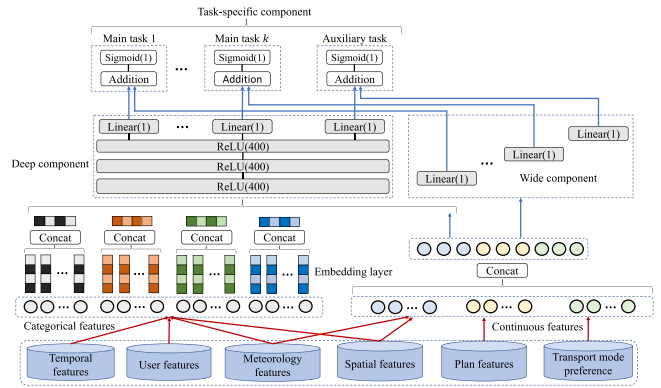 Task-specific component
Main task 1
Main task k
Auxiliary task
Sigmoid(1)
Sigmoid(1)
Sigmoid(1)
...
Addition
Addition
Addition
Linear(1)
...
Linear(1)
Linear(1)
Linear(1)
ReLU(400)
Linear(1)
...
Deep component
ReLU(400)
Linear(1)
Wide component
ReLU(400)
Concat
Concat
Concat
Concat
Embedding layer
Concat
Categorical features
Continuous features
Temporal features
User features
Meteorology features
Spatial features
Plan features
Transport mode preference